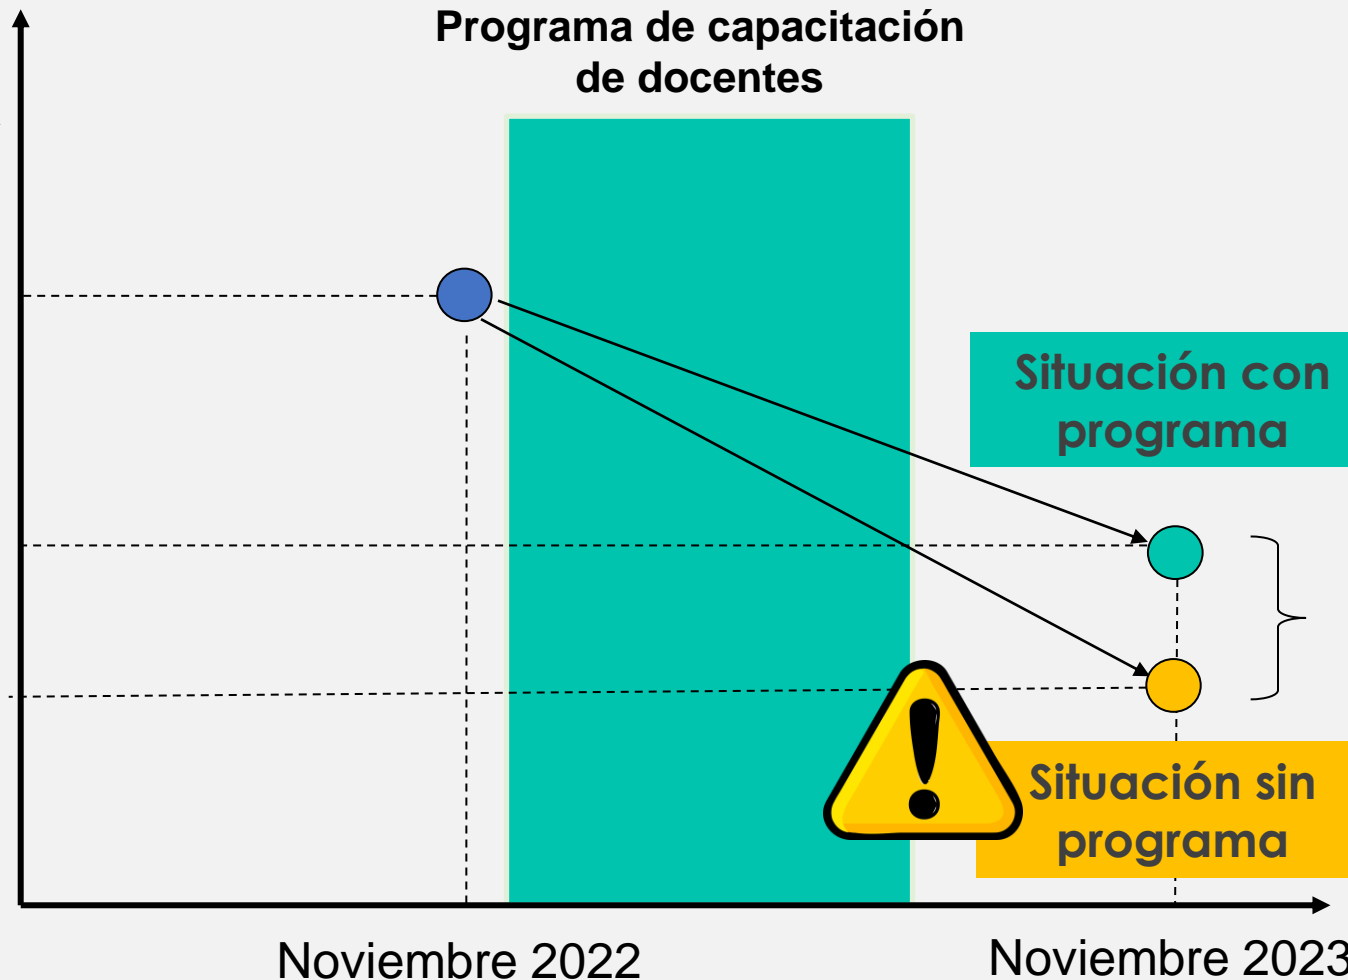 Programa de capacitación
de docentes
Situación con
programa
Situación sin
programa
Noviembre 2022
Noviembre 2023